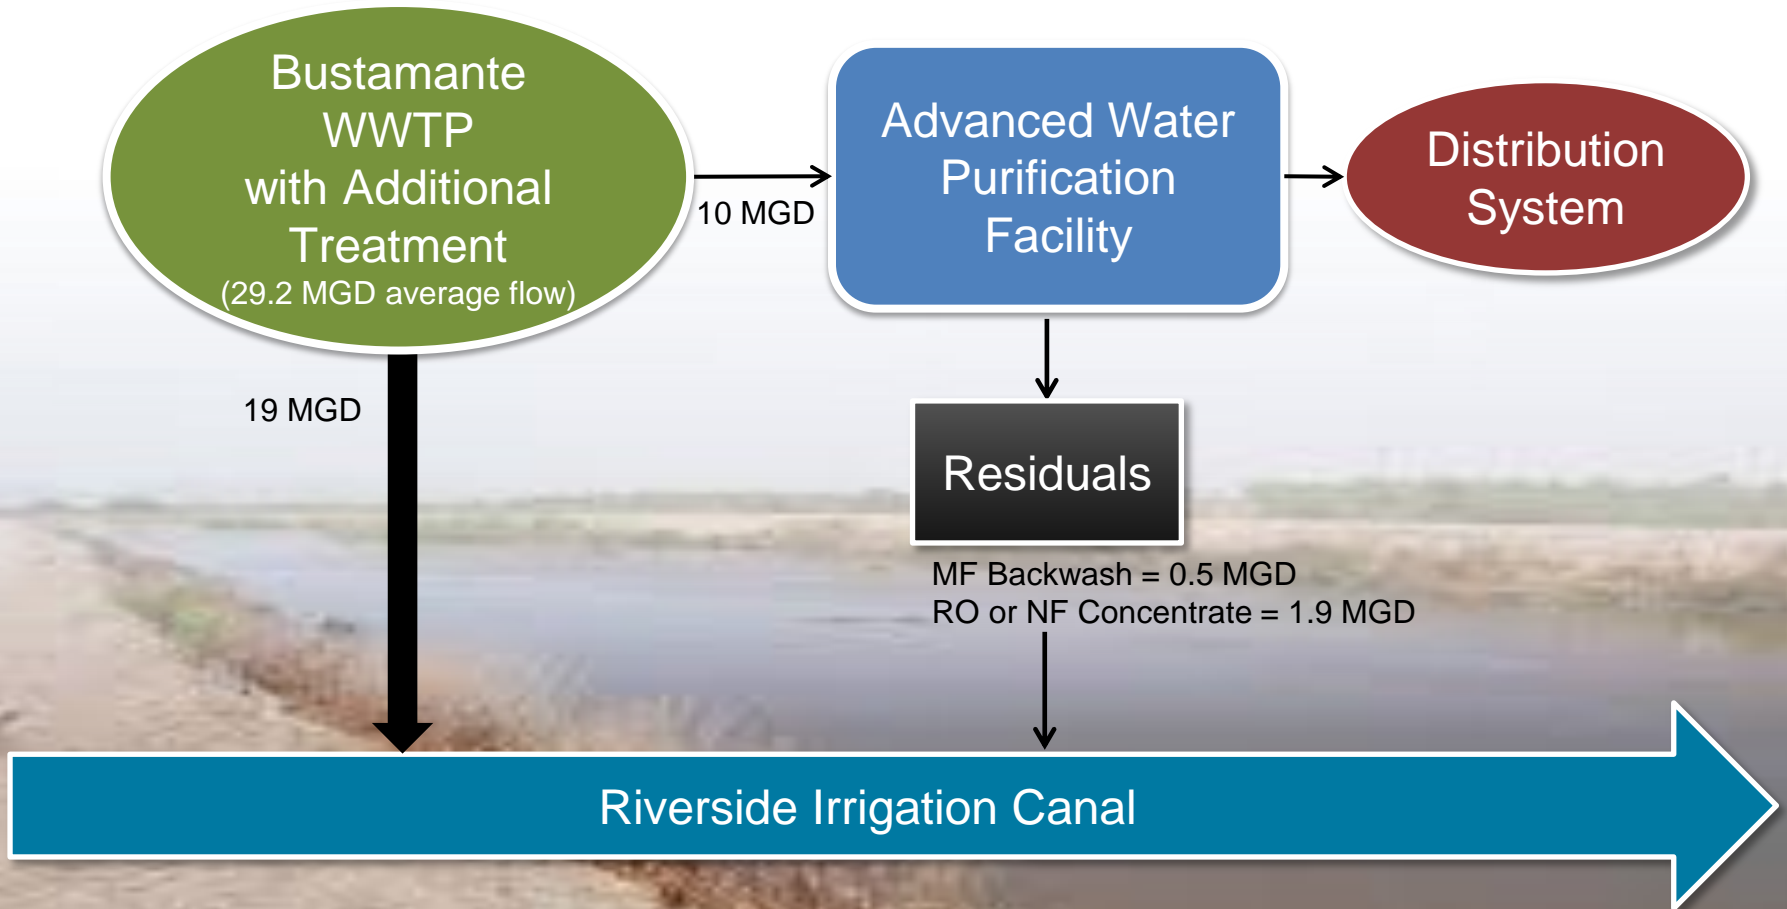 Bustamante
WWTP
with Additional
Treatment
(29.2 MGD average flow)
10 MGD
Advanced Water
Purification
Facility
Distribution
System
19 MGD
Residuals
MF Backwash = 0.5 MGD
RO or NF Concentrate = 1.9 MGD
Riverside Irrigation Canal